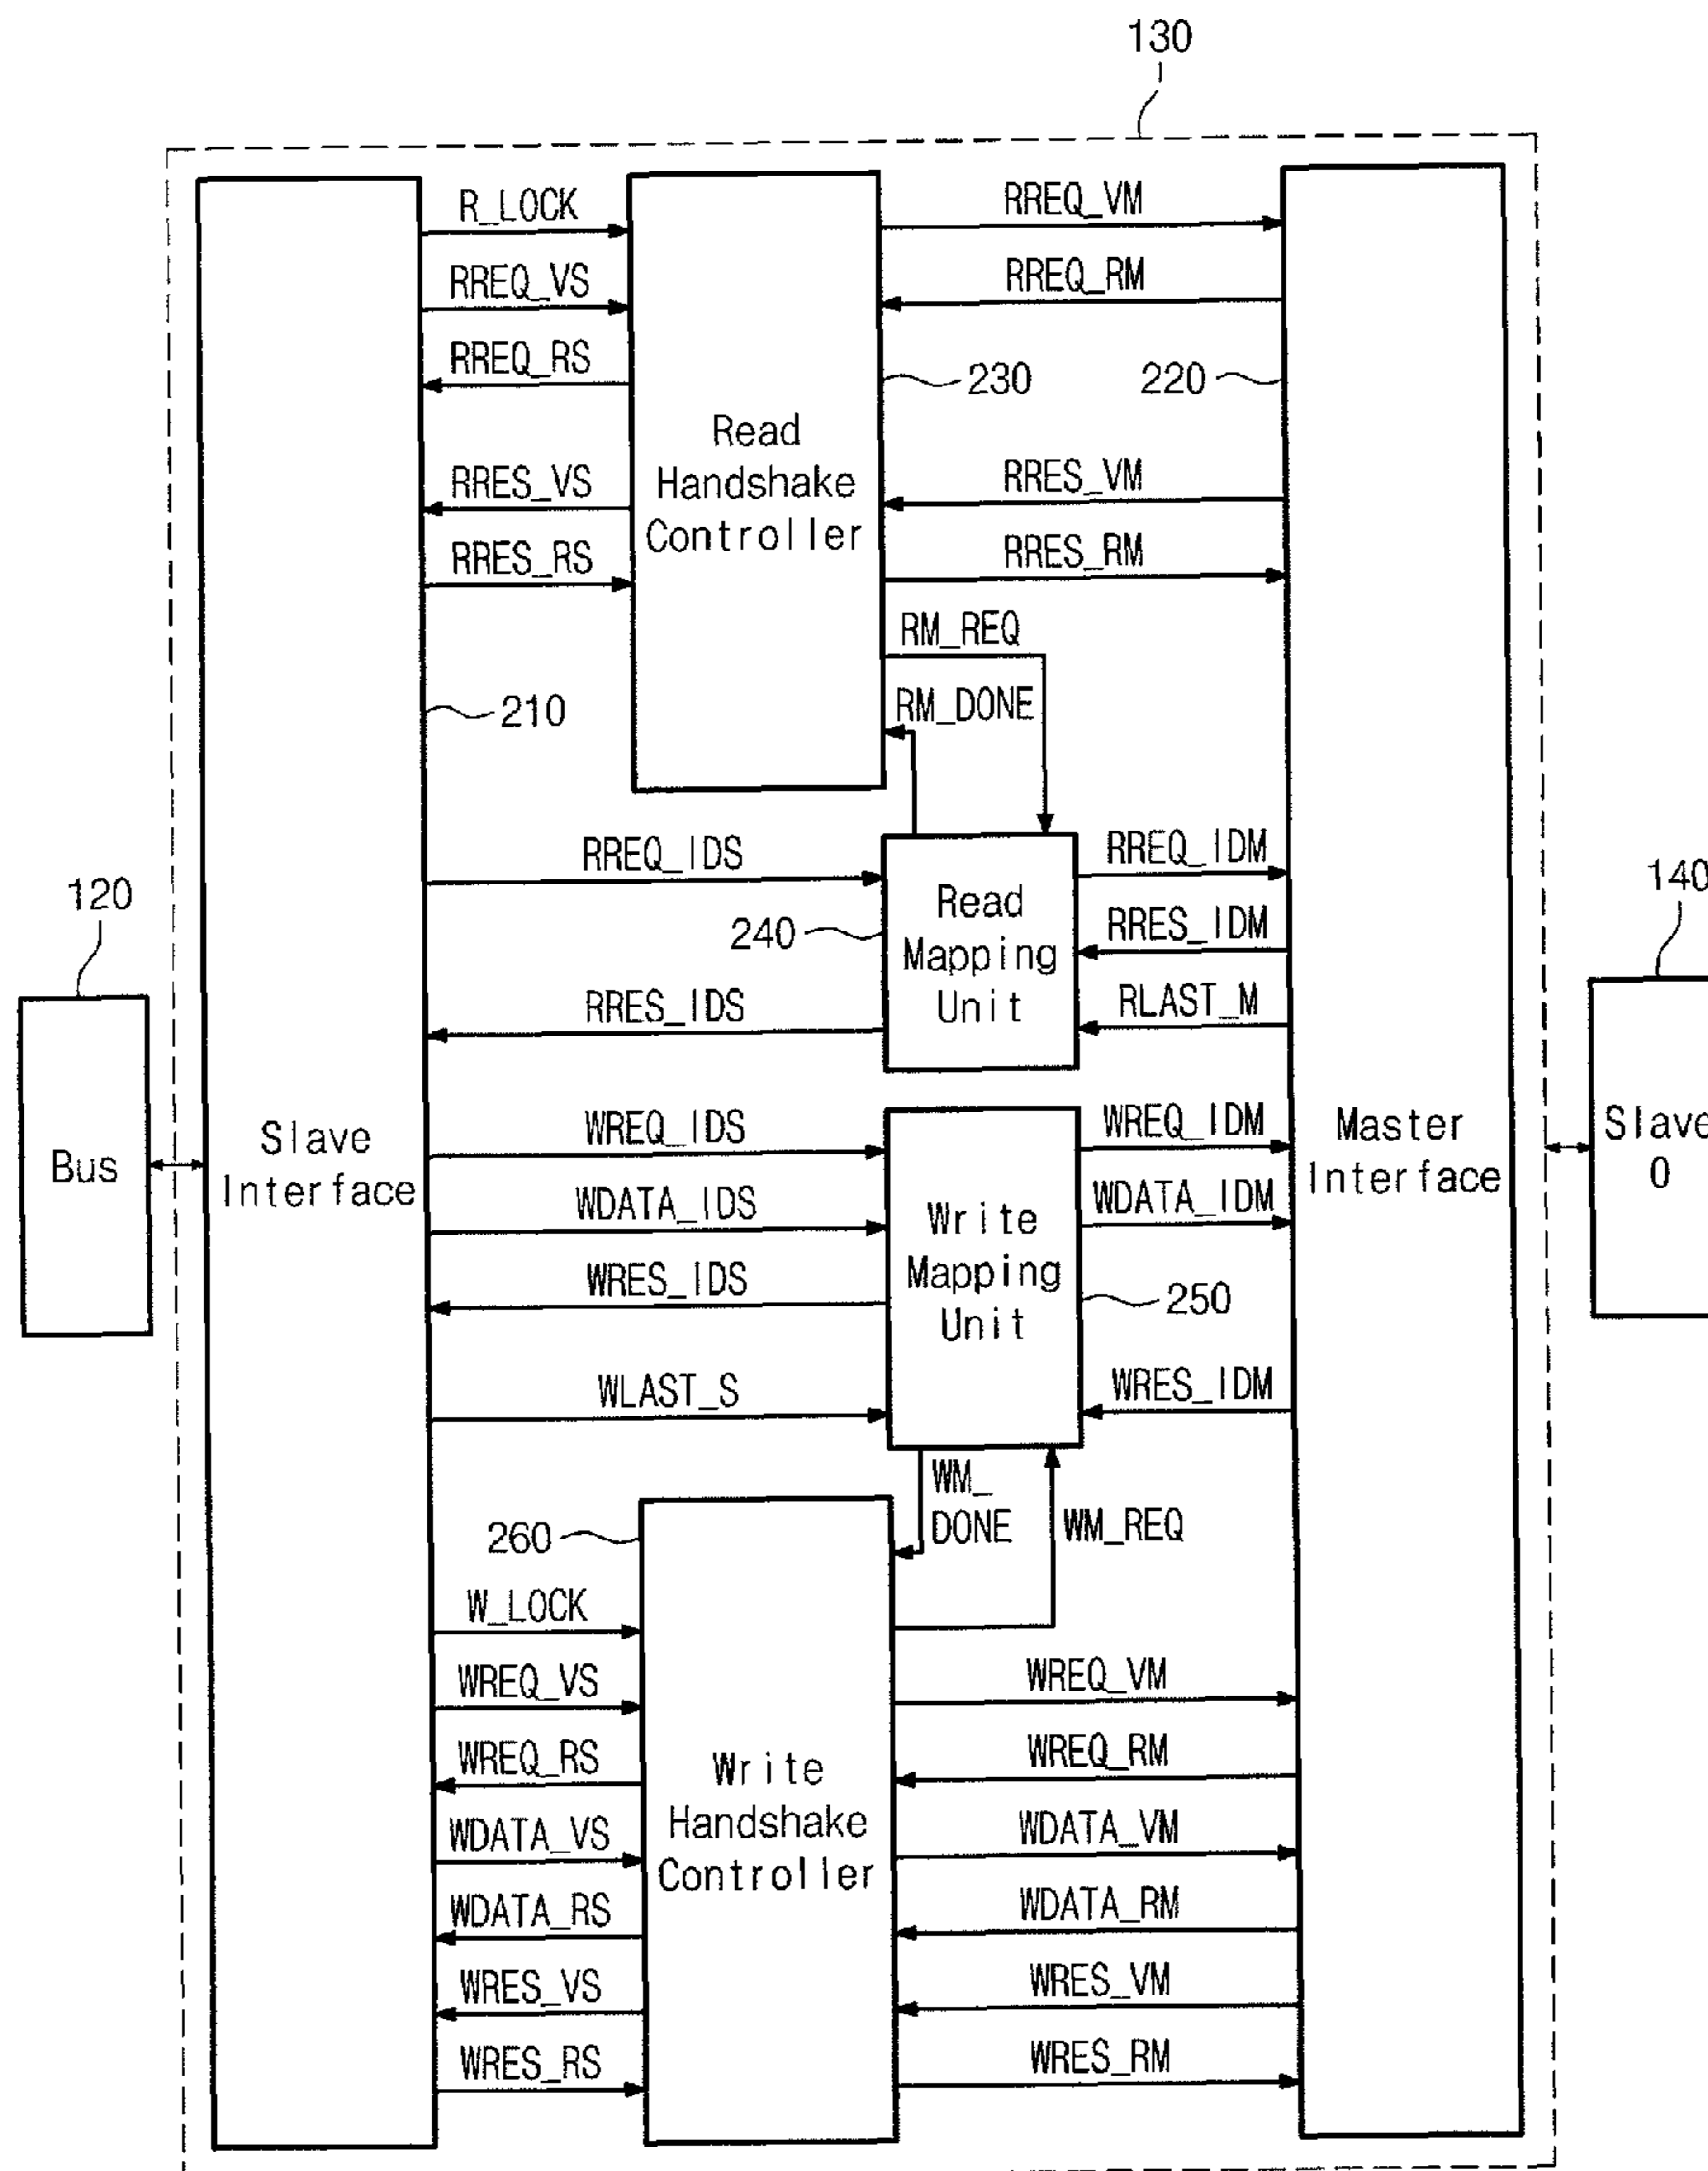 130
R_LOCK
RREQ_VM
RREQ_VS
RREQ_RM
RREQ_RS
230
220
Read
Handshake
Controller
RRES_VS
RRES_VM
RRES_RS
RRES_RM
RM_REQ
RM_DONE
210
RREQ_IDS
RREQ_IDM
120
140
Read
Mapping
Unit
240
RRES_IDM
RRES_IDS
RLAST_M
Bus
Slave
Interface
WREQ_IDS
WREQ_IDM
Master
Interface
Slave
0
WDATA_IDS
WDATA_IDM
Write
Mapping
Unit
WRES_IDS
250
WLAST_S
WRES_IDM
WM_
DONE
WM_REQ
260
W_LOCK
WREQ_VS
WREQ_VM
WREQ_RS
WREQ_RM
Write
Handshake
Controller
WDATA_VS
WDATA_VM
WDATA_RS
WDATA_RM
WRES_VS
WRES_VM
WRES_RS
WRES_RM